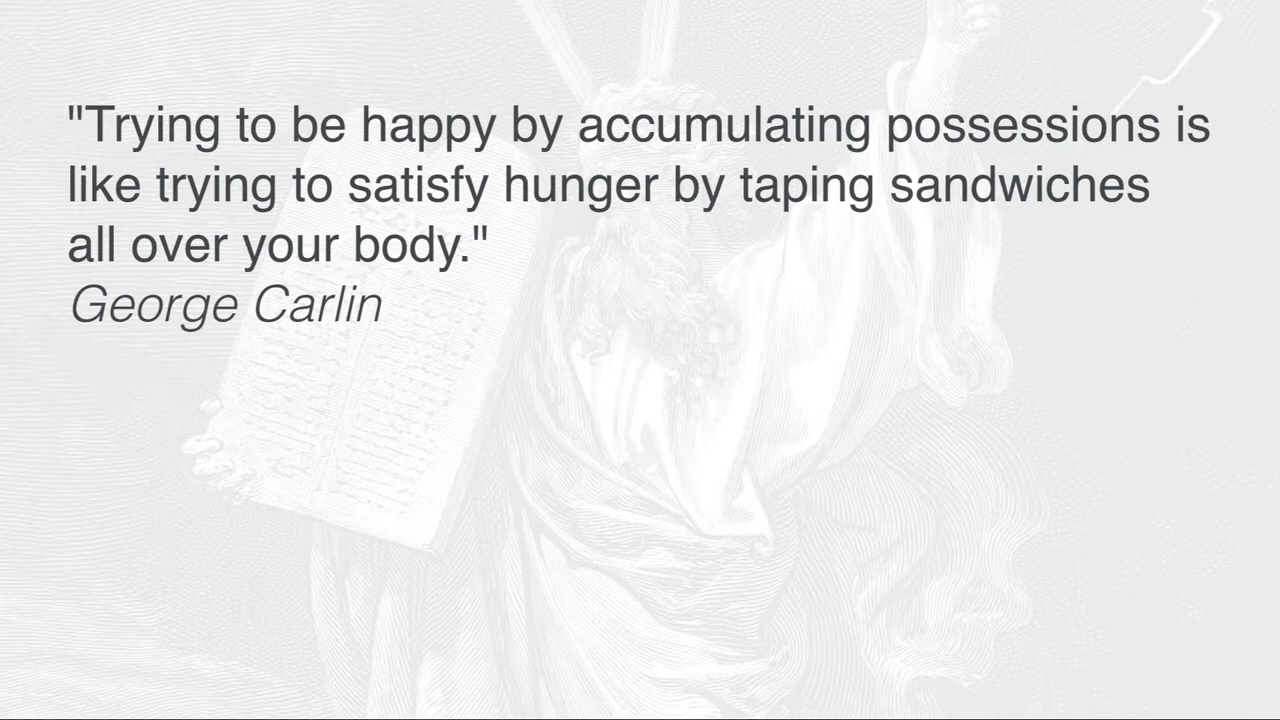 "Trying to be happy by accumulating possessions is
like trying to satisfy hunger by taping sandwiches
all over your body."
George Carlin